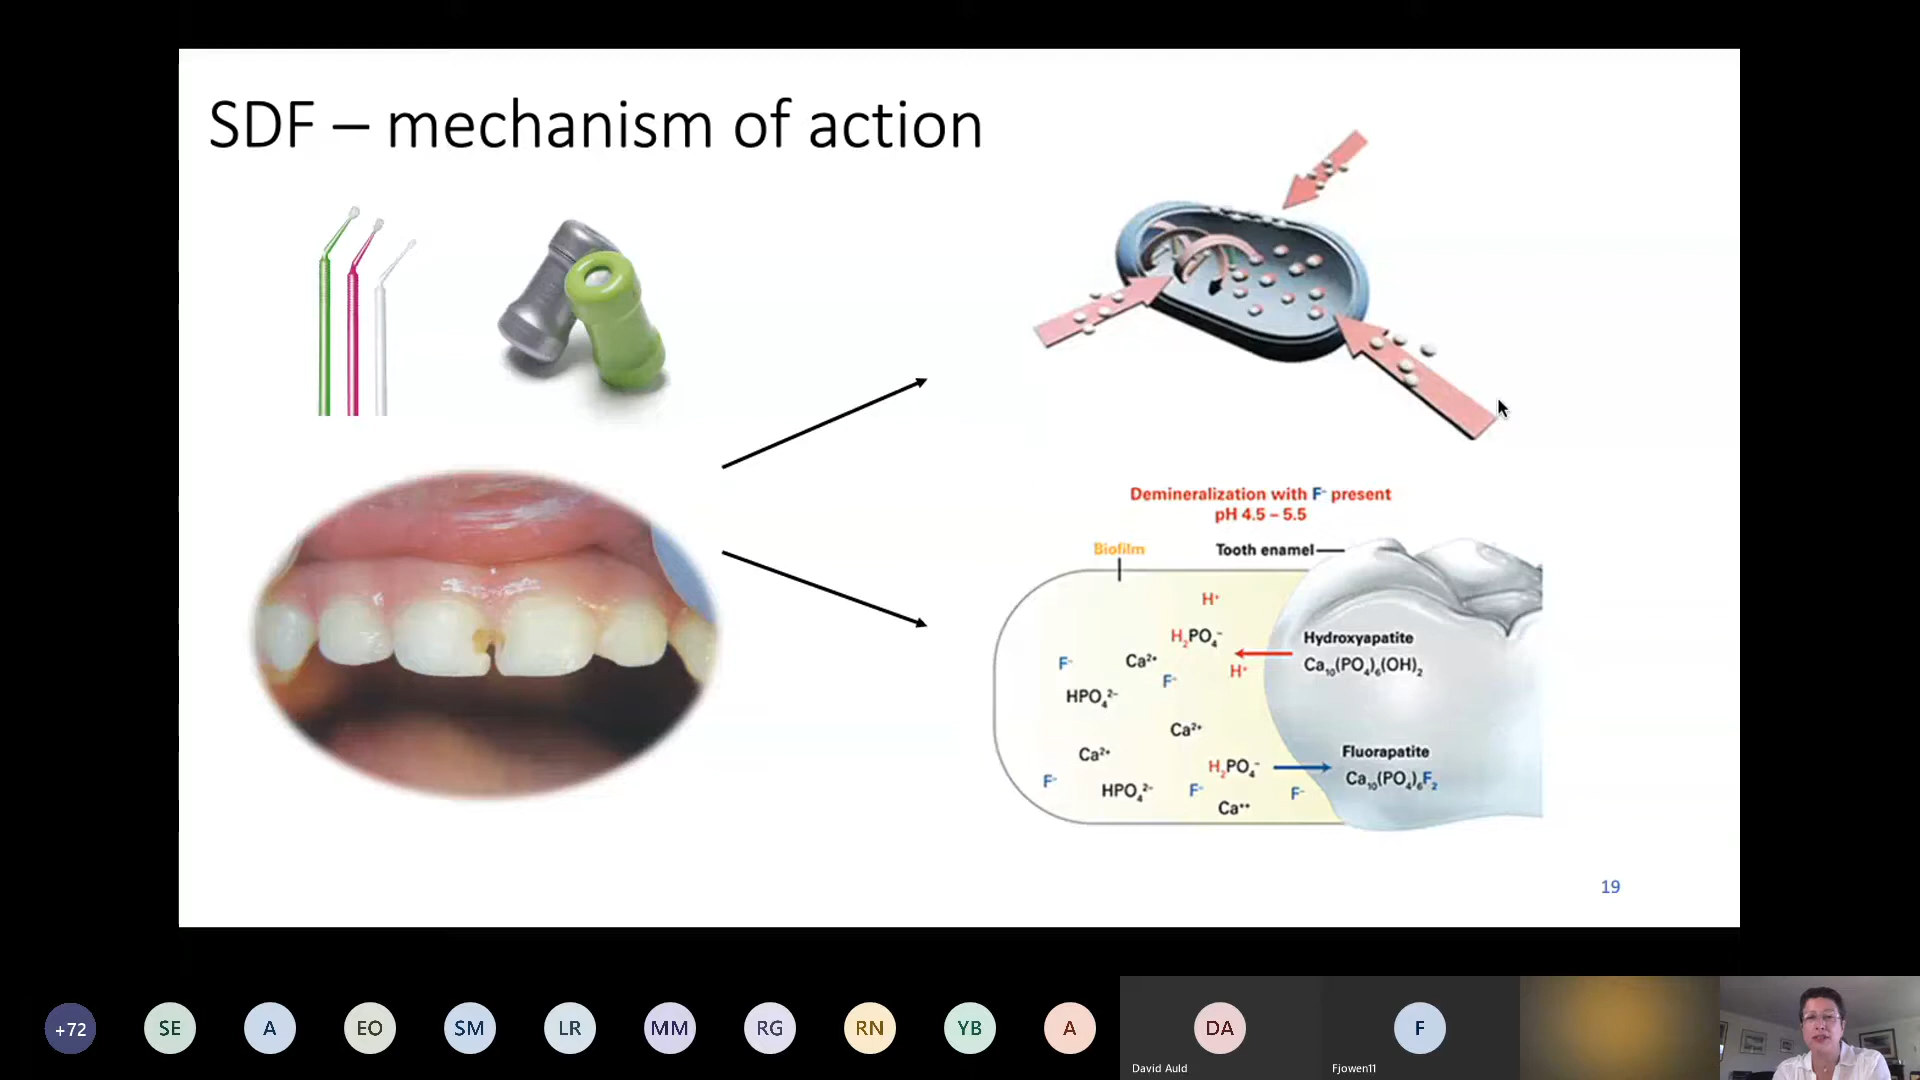 SDF – mechanism of action
Demineralization with F⁻ present
pH 4.5 – 5.5
Biofilm
Tooth enamel
H⁺
H₂PO₄⁻
Hydroxyapatite
Ca₁₀(PO₄)₆(OH)₂
F⁻
Ca²⁺
H⁺
F⁻
HPO₄²⁻
Ca²⁺
Ca²⁺
Fluorapatite
H₂PO₄⁻
Ca₁₀(PO₄)₆F₂
F⁻
HPO₄²⁻
F⁻
F⁻
Ca⁺⁺
19
+72
SE
A
EO
SM
LR
MM
RG
RN
YB
A
DA
F
David Auld
Fjowen11